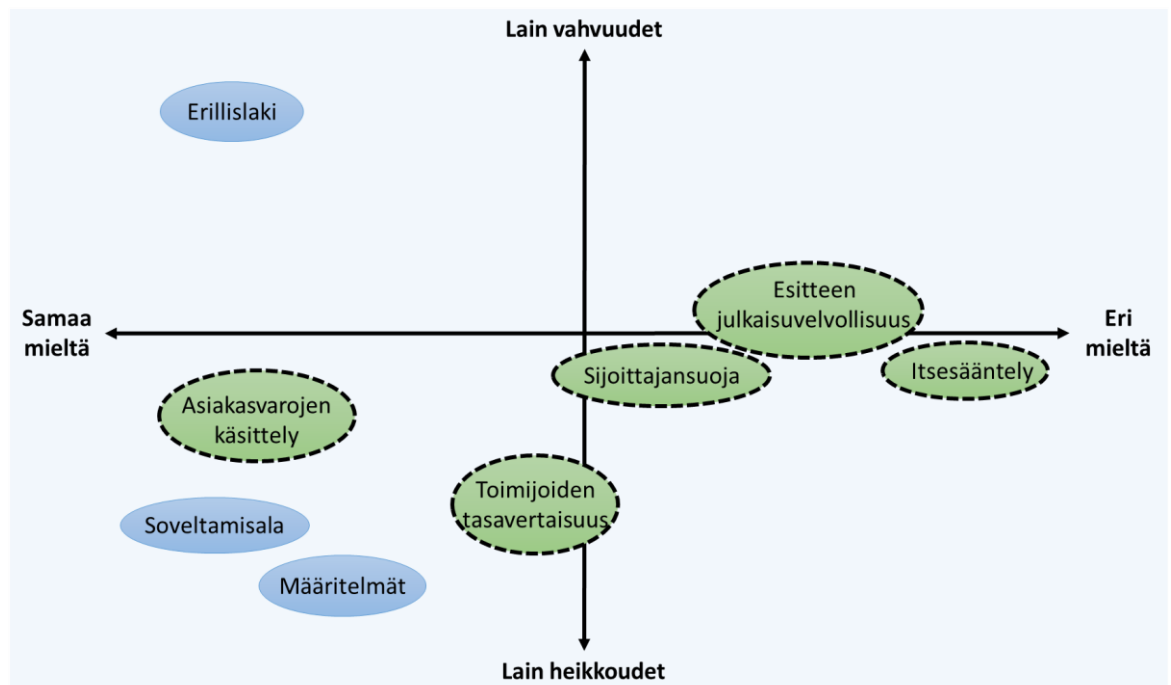 Lain vahvuudet
Erillislaki
Esitteen
julkaisuvelvollisuus
Samaa
mieltä
Eri
mieltä
Sijoittajansuoja
Itsesääntely
Asiakasvarojen
käsittely
Toimijoiden
tasavertaisuus
Soveltamisala
Määritelmät
Lain heikkoudet